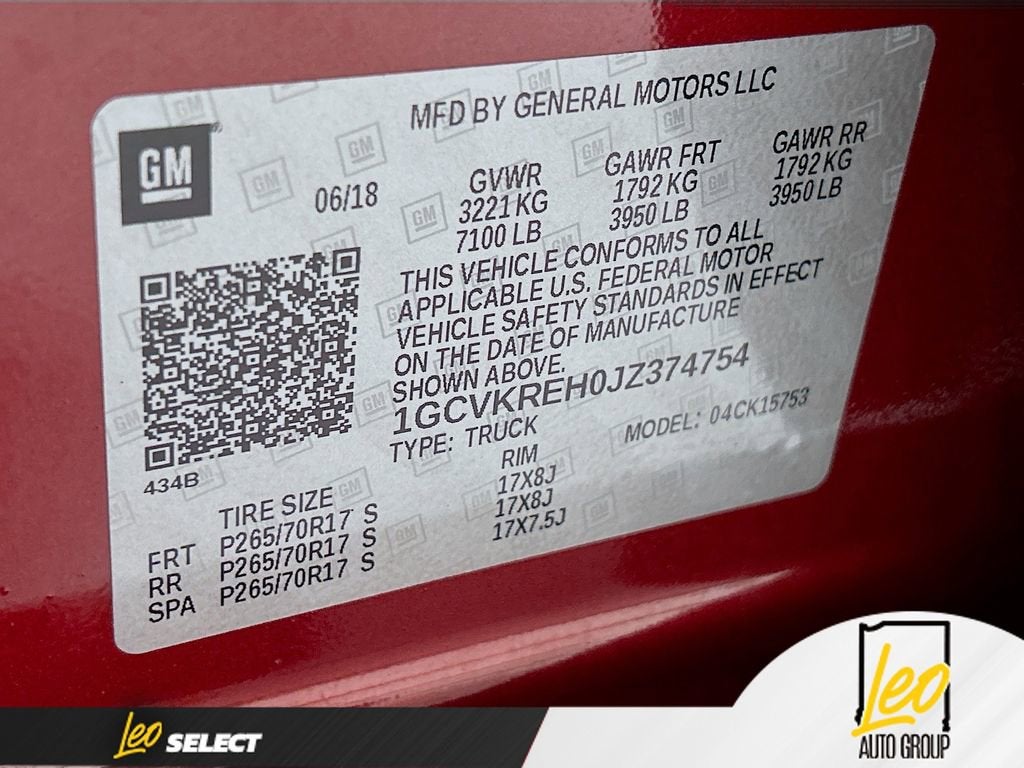 MFD BY GENERAL MOTORS LLC
GM
06/18
GVWR
3221 KG
7100 LB
GAWR FRT
1792 KG
3950 LB
GAWR RR
1792 KG
3950 LB
THIS VEHICLE CONFORMS TO ALL
APPLICABLE U.S. FEDERAL MOTOR
VEHICLE SAFETY STANDARDS IN EFFECT
ON THE DATE OF MANUFACTURE
SHOWN ABOVE.
1GCVKREH0JZ374754
TYPE: TRUCK
MODEL: 04CK15753
434B
TIRE SIZE RIM
FRT P265/70R17 S 17X8J
RR P265/70R17 S 17X8J
SPA P265/70R17 S 17X7.5J
Leo SELECT
Leo
AUTO GROUP